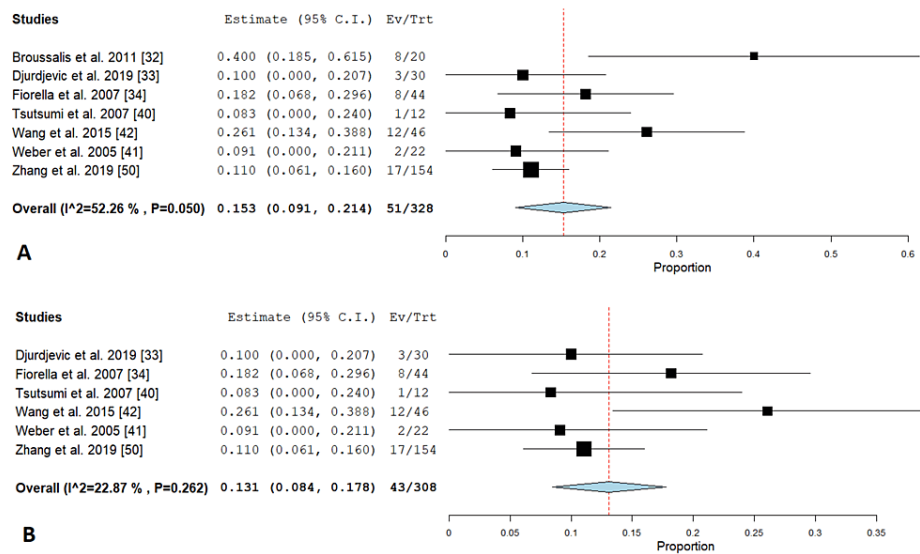 Studies Estimate (95% C.I.) Ev/Trt
Broussalis et al. 2011 [32] 0.400 (0.185, 0.615) 8/20
Djurdjevic et al. 2019 [33] 0.100 (0.000, 0.207) 3/30
Fiorella et al. 2007 [34] 0.182 (0.068, 0.296) 8/44
Tsutsumi et al. 2007 [40] 0.083 (0.000, 0.240) 1/12
Wang et al. 2015 [42] 0.261 (0.134, 0.388) 12/46
Weber et al. 2005 [41] 0.091 (0.000, 0.211) 2/22
Zhang et al. 2019 [50] 0.110 (0.061, 0.160) 17/154
Overall (I^2=52.26 % , P=0.050) 0.153 (0.091, 0.214) 51/328
A
0 0.1 0.2 0.3 0.4 0.5 0.6
Proportion
Studies Estimate (95% C.I.) Ev/Trt
Djurdjevic et al. 2019 [33] 0.100 (0.000, 0.207) 3/30
Fiorella et al. 2007 [34] 0.182 (0.068, 0.296) 8/44
Tsutsumi et al. 2007 [40] 0.083 (0.000, 0.240) 1/12
Wang et al. 2015 [42] 0.261 (0.134, 0.388) 12/46
Weber et al. 2005 [41] 0.091 (0.000, 0.211) 2/22
Zhang et al. 2019 [50] 0.110 (0.061, 0.160) 17/154
Overall (I^2=22.87 % , P=0.262) 0.131 (0.084, 0.178) 43/308
B
0 0.05 0.1 0.15 0.2 0.25 0.3 0.35
Proportion